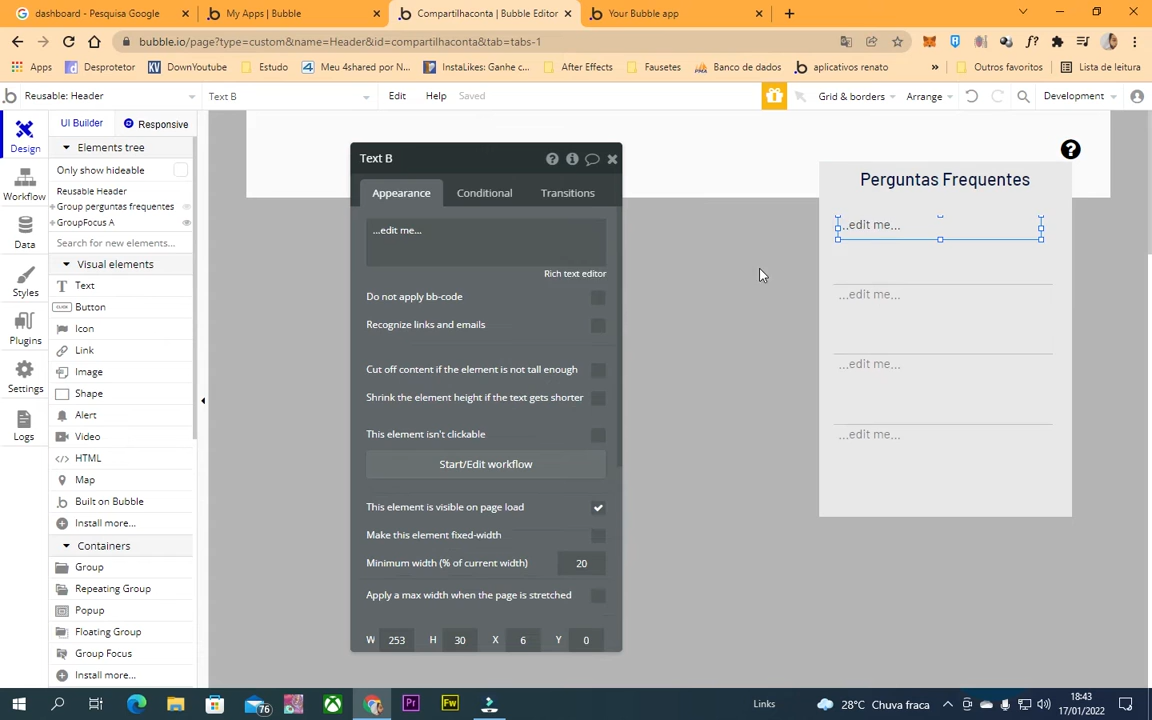 dashboard - Pesquisa Google
My Apps | Bubble
Compartilhaconta | Bubble Editor
Your Bubble app
bubble.io/page?type=custom&name=Header&id=compartilhaconta&tab=tabs-1
Apps
Desprotetor
KV
DownYoutube
Estudo
Meu 4shared por N...
InstaLikes: Ganhe c...
After Effects
Fausetes
Banco de dados
aplicativos renato
»
Outros favoritos
Lista de leitura
Reusable: Header
Text B
Edit
Help
Saved
Grid & borders
Arrange
Development
Design
Workflow
Data
Styles
Plugins
Settings
Logs
UI Builder
Responsive
Elements tree
Only show hideable
Reusable Header
Group perguntas frequentes
GroupFocus A
Search for new elements...
Visual elements
Text
Button
Icon
Link
Image
Shape
Alert
Video
HTML
Map
Built on Bubble
Install more...
Containers
Group
Repeating Group
Popup
Floating Group
Group Focus
Install more...
Text B
Appearance
Conditional
Transitions
...edit me...
Rich text editor
Do not apply bb-code
Recognize links and emails
Cut off content if the element is not tall enough
Shrink the element height if the text gets shorter
This element isn't clickable
Start/Edit workflow
This element is visible on page load
Make this element fixed-width
Minimum width (% of current width) 20
Apply a max width when the page is stretched
W 253 H 30 X 6 Y 0
Perguntas Frequentes
...edit me...
...edit me...
...edit me...
...edit me...
76
Pr
Fw
Links
28°C Chuva fraca
18:43
17/01/2022